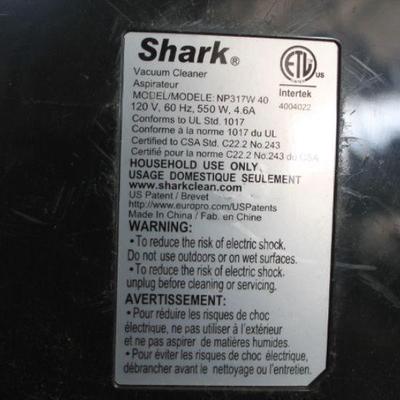 Shark®
Vacuum Cleaner
Aspirateur
MODEL/MODELE: NP317W 40
120 V, 60 Hz, 550 W, 4.6A
Conforms to UL Std. 1017
Conforme à la norme 1017 du UL
Certified to CSA Std. C22.2 No.243
Certifié pour la norme C22.2 No.243 du CSA
HOUSEHOLD USE ONLY
USAGE DOMESTIQUE SEULEMENT
www.sharkclean.com
US Patent / Brevet
http://www.europro.com/USPatents
Made In China / Fab. en Chine
ETL
US
Intertek
4004022
WARNING:
• To reduce the risk of electric shock.
Do not use outdoors or on wet surfaces.
• To reduce the risk of electric shock,
unplug before cleaning or servicing.
AVERTISSEMENT:
• Pour réduire les risques de choc
électrique, ne pas utiliser à l'extérieur
et ne pas aspirer de matières humides.
• Pour éviter les risques de choc électrique,
débrancher avant le nettoyage ou l'entretien.